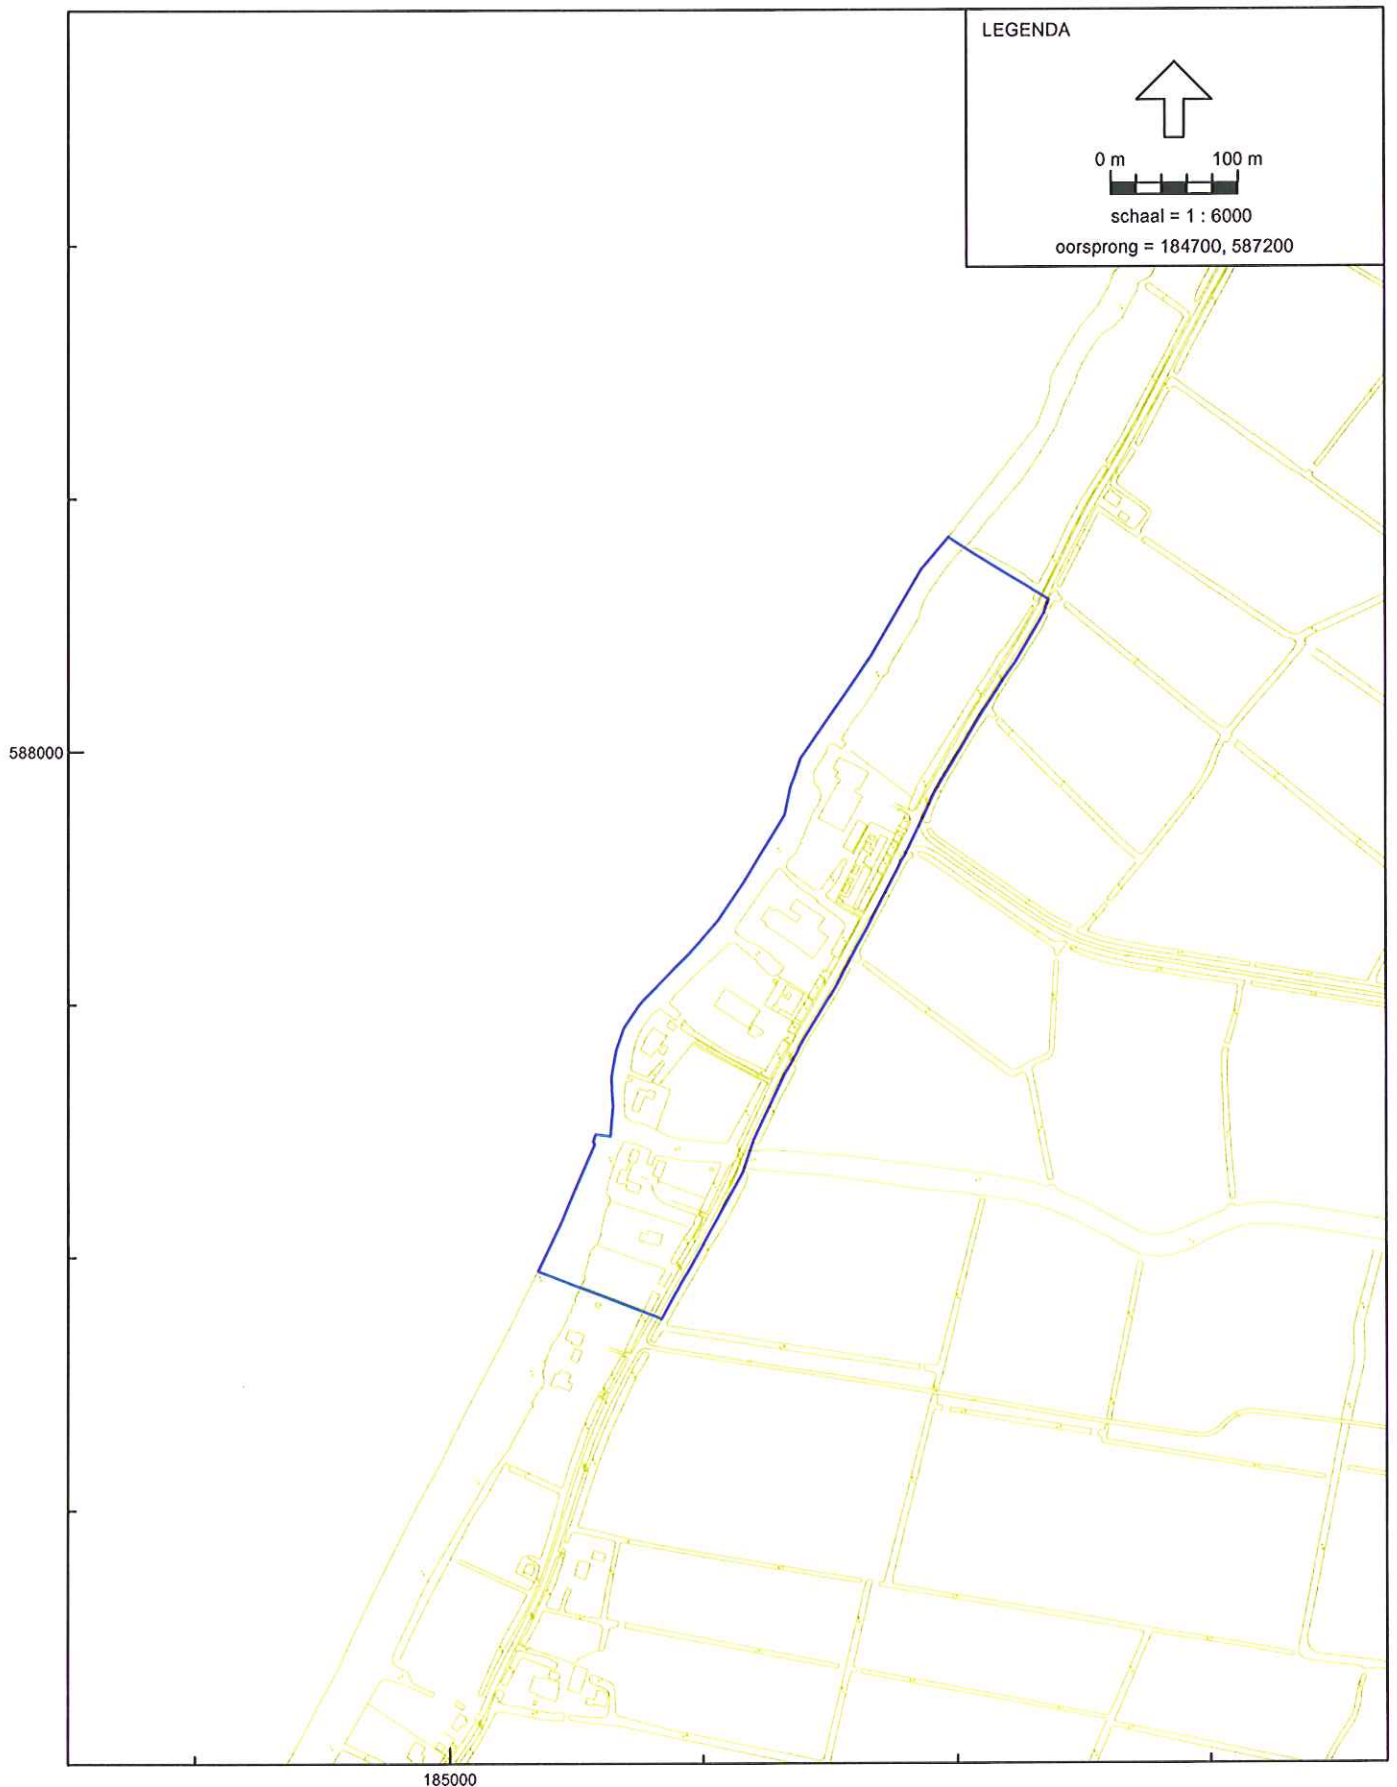 LEGENDA
0 m 100 m
schaal = 1 : 6000
oorsprong = 184700, 587200
588000
185000